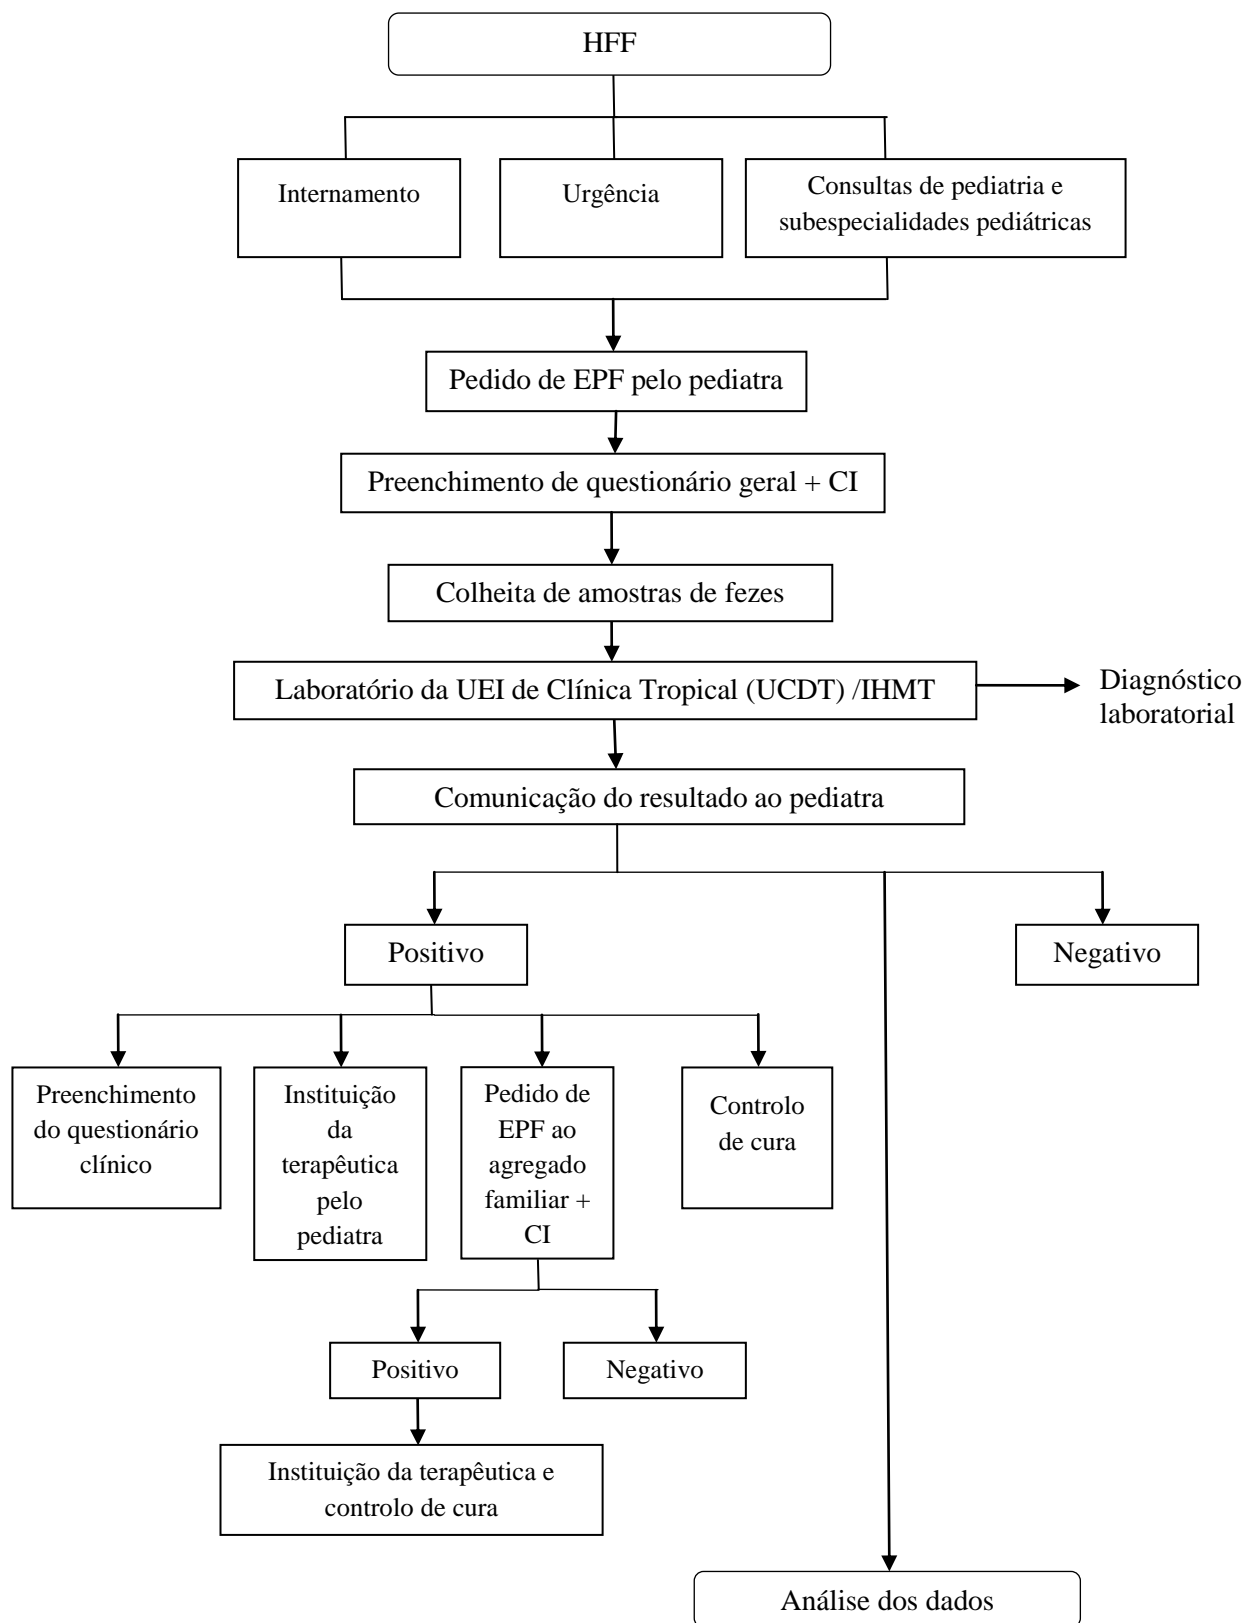 HFF
Internamento
Urgência
Consultas de pediatria e
subespecialidades pediátricas
Pedido de EPF pelo pediatra
Preenchimento de questionário geral + CI
Colheita de amostras de fezes
Laboratório da UEI de Clínica Tropical (UCDT) /IHMT
Diagnóstico
laboratorial
Comunicação do resultado ao pediatra
Positivo
Negativo
Preenchimento
do questionário
clínico
Instituição
da
terapêutica
pelo
pediatra
Pedido de
EPF ao
agregado
familiar +
CI
Controlo
de cura
Positivo
Negativo
Instituição da terapêutica e
controlo de cura
Análise dos dados